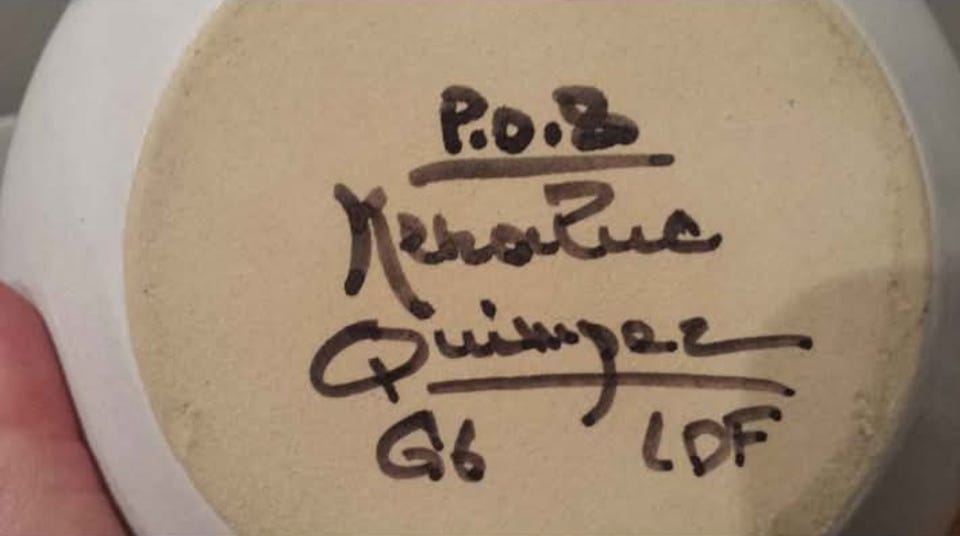 KeraLuc
Quimper
G6 LDF